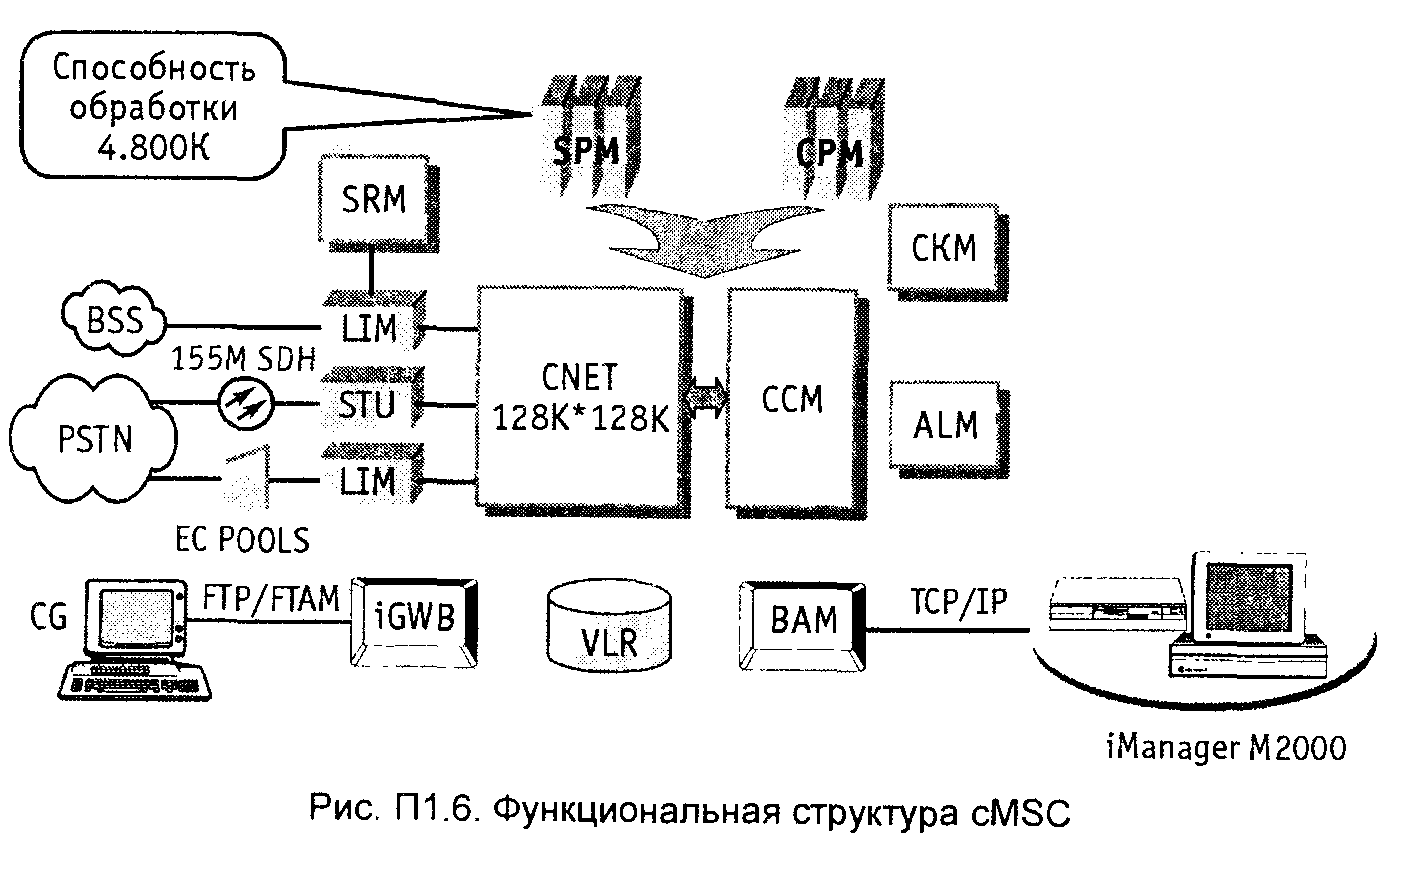 Способность
обработки
4.800К
SPM
CPM
SRM
CKM
BSS
LIM
155M SDH
CNET
128K*128K
CCM
STU
ALM
PSTN
LIM
EC POOLS
CG
FTP/FTAM
iGWB
VLR
BAM
TCP/IP
iManager M2000
Рис. П1.6. Функциональная структура cMSC